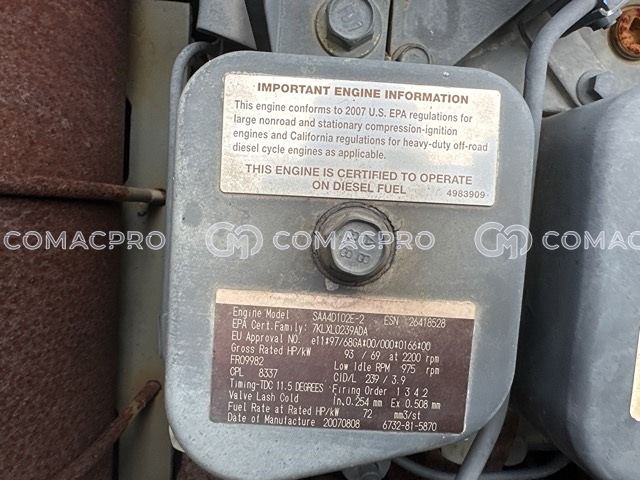 IMPORTANT ENGINE INFORMATION
This engine conforms to 2007 U.S. EPA regulations for
large nonroad and stationary compression-ignition
engines and California regulations for heavy-duty off-road
diesel cycle engines as applicable.
THIS ENGINE IS CERTIFIED TO OPERATE
ON DIESEL FUEL
4983909
COMACPRO COMACPRO COMACPRO
Engine Model SAA4D102E-2 ESN 26418528
EPA Cert.Family: 7KLXL0239ADA
EU Approval NO. e11*97/68GA*00/000*0166*00
Gross Rated HP/kW 93 / 69 at 2200 rpm
FR09982 Low Idle RPM 975 rpm
CPL 8337 CID/L 239 / 3.9
Timing-TDC 11.5 DEGREES Firing Order 1 3 4 2
Valve Lash Cold In.0.254 mm Ex 0.508 mm
Fuel Rate at Rated HP/kW 72 mm3/st
Date of Manufacture 20070808 6732-81-5870